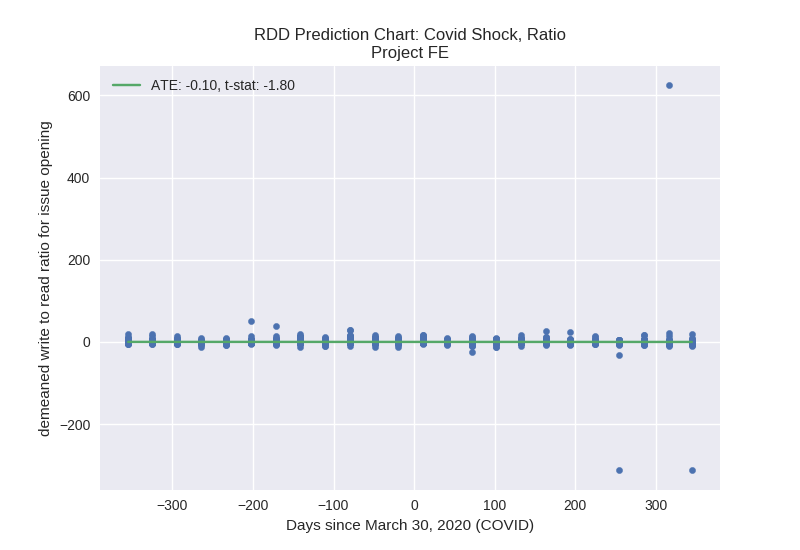 RDD Prediction Chart: Covid Shock, Ratio
Project FE
ATE: -0.10, t-stat: -1.80
demeaned write to read ratio for issue opening
600
400
200
0
−200
−300
−200
−100
0
100
200
300
Days since March 30, 2020 (COVID)